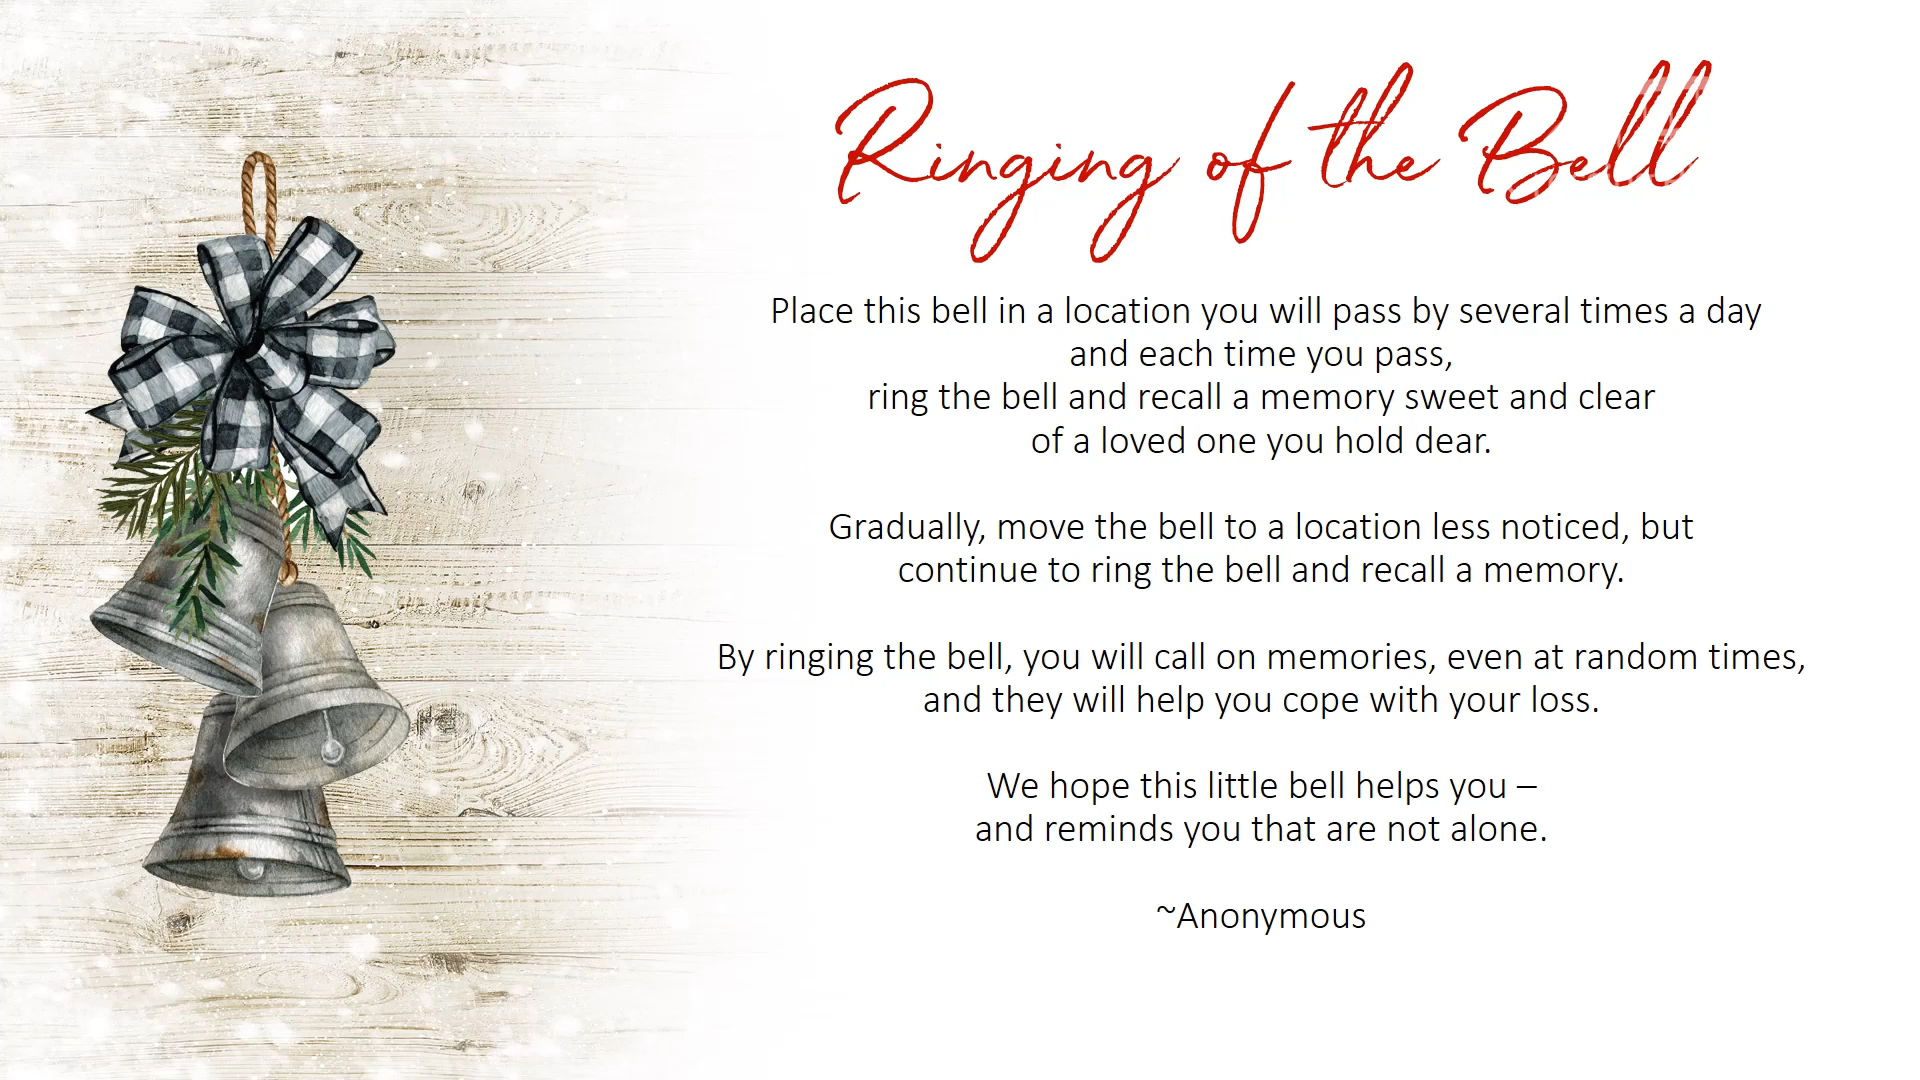 Ringing of the Bell
Place this bell in a location you will pass by several times a day
and each time you pass,
ring the bell and recall a memory sweet and clear
of a loved one you hold dear.
Gradually, move the bell to a location less noticed, but
continue to ring the bell and recall a memory.
By ringing the bell, you will call on memories, even at random times,
and they will help you cope with your loss.
We hope this little bell helps you –
and reminds you that are not alone.
~Anonymous